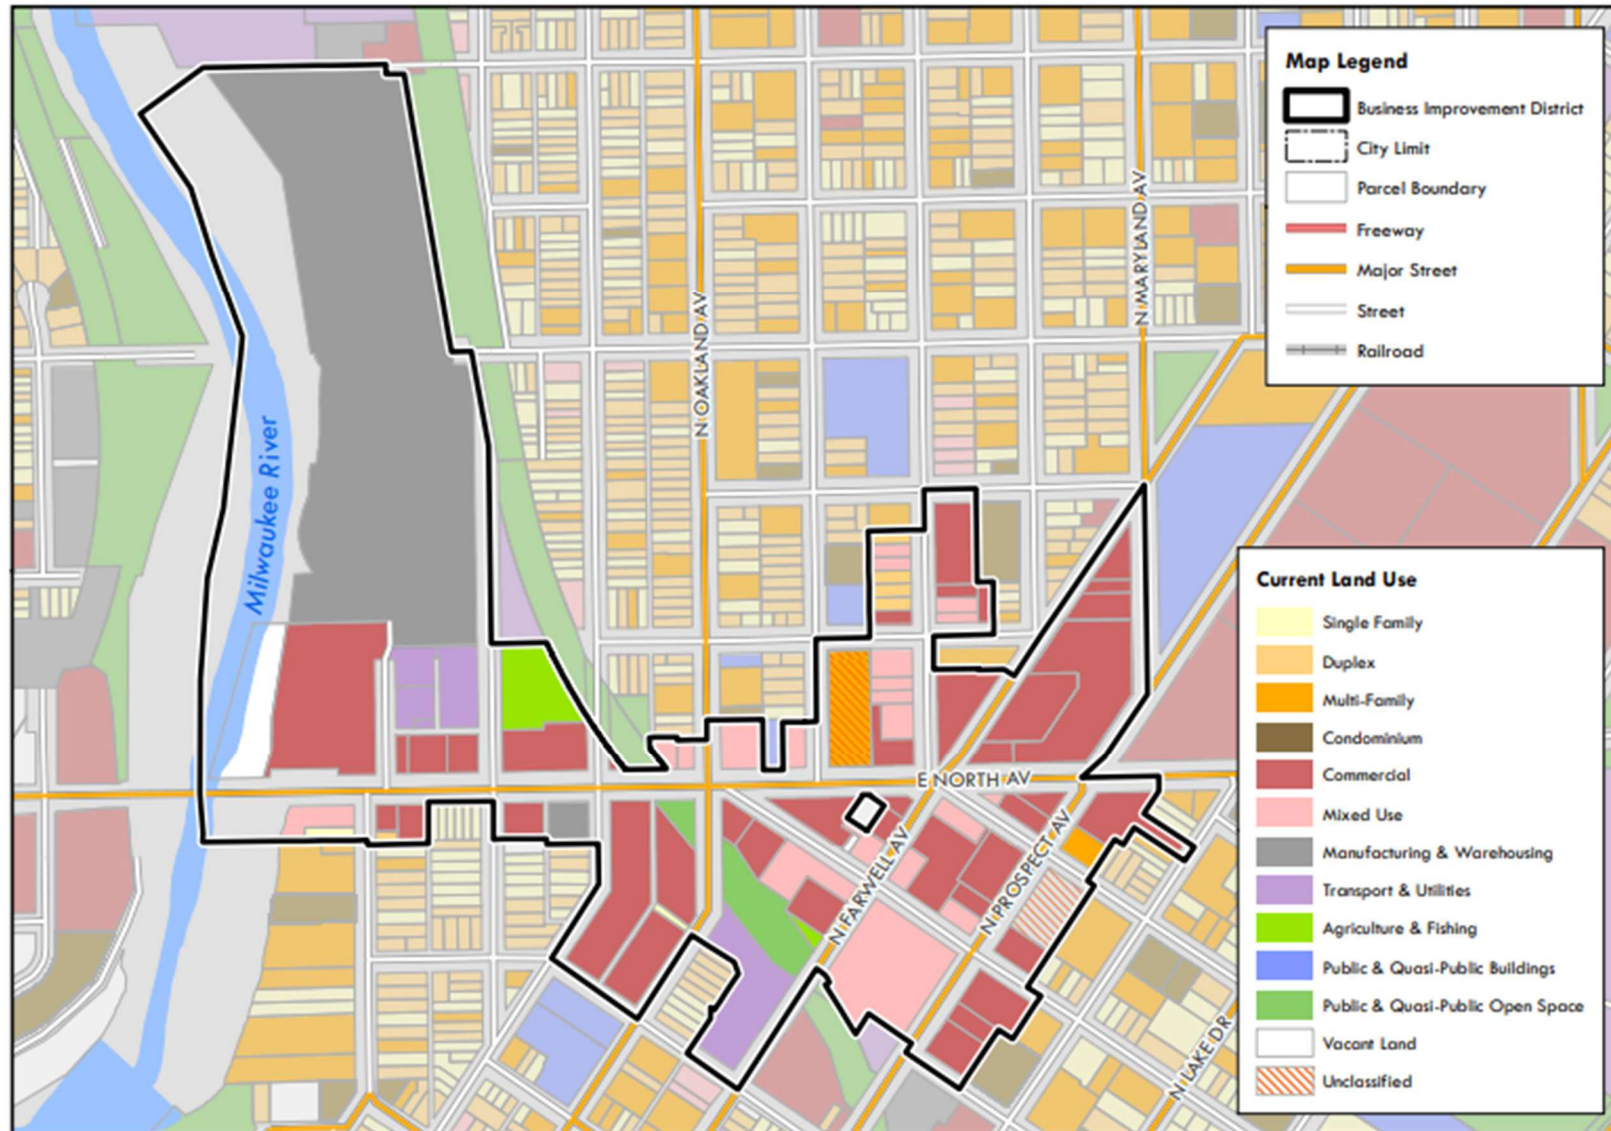 Map Legend
Business Improvement District
City Limit
Parcel Boundary
Freeway
Major Street
Street
Railroad
N MARYLAND AV
N OAKLAND AV
Milwaukee River
E NORTH AV
N FARWELL AV
N PROSPECT AV
N LAKE DR
Current Land Use
Single Family
Duplex
Multi-Family
Condominium
Commercial
Mixed Use
Manufacturing & Warehousing
Transport & Utilities
Agriculture & Fishing
Public & Quasi-Public Buildings
Public & Quasi-Public Open Space
Vacant Land
Unclassified